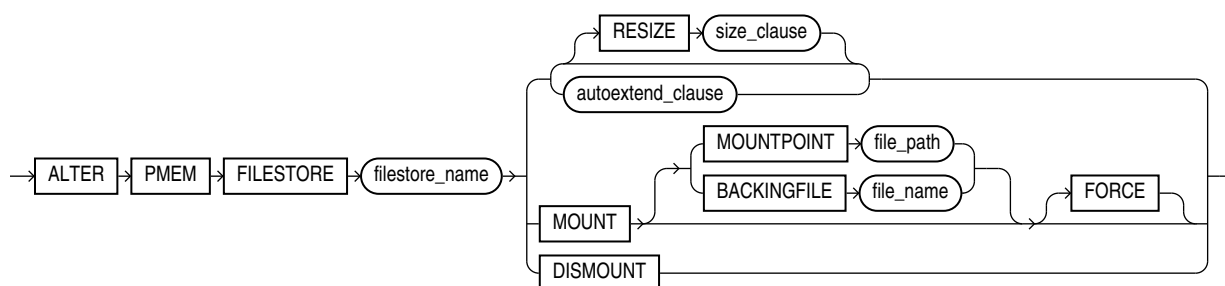 RESIZE size_clause
autoextend_clause
MOUNTPOINT file_path
ALTER PMEM FILESTORE filestore_name
BACKINGFILE file_name
FORCE
MOUNT
DISMOUNT